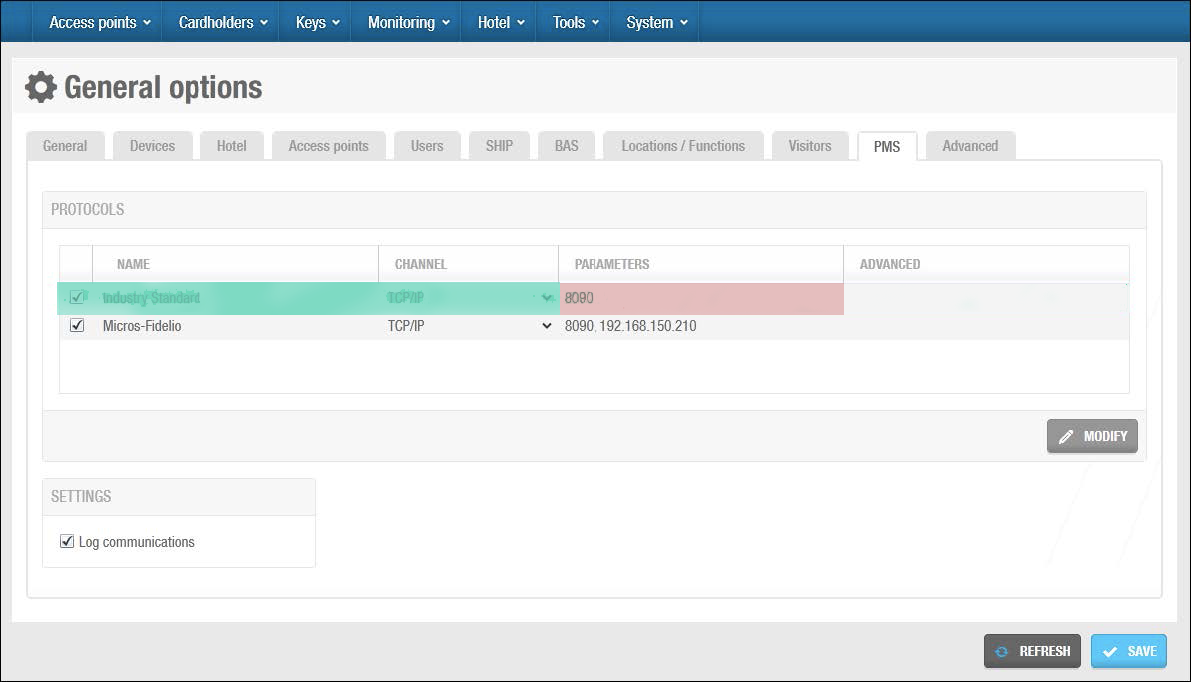 Access points Cardholders Keys Monitoring Hotel Tools System
General options
General Devices Hotel Access points Users SHIP BAS Locations / Functions Visitors PMS Advanced
PROTOCOLS
NAME CHANNEL PARAMETERS ADVANCED
Industry Standard TCP/IP 8090
Micros-Fidelio TCP/IP 8090, 192.168.150.210
MODIFY
SETTINGS
Log communications
REFRESH SAVE